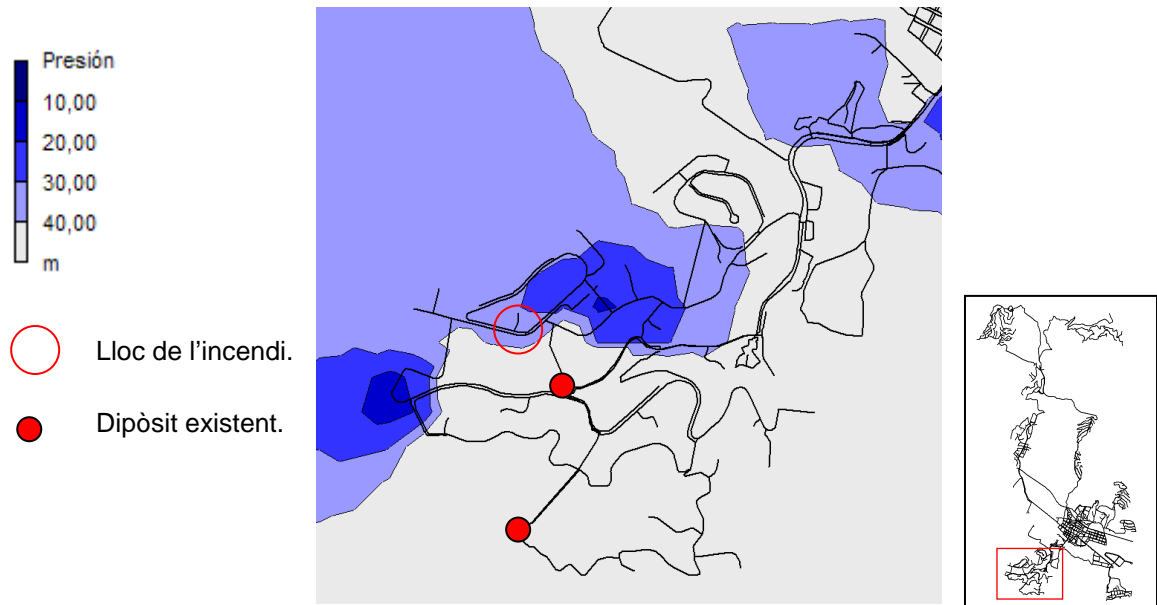 Presión
10,00
20,00
30,00
40,00
m
Lloc de l'incendi.
Dipòsit existent.